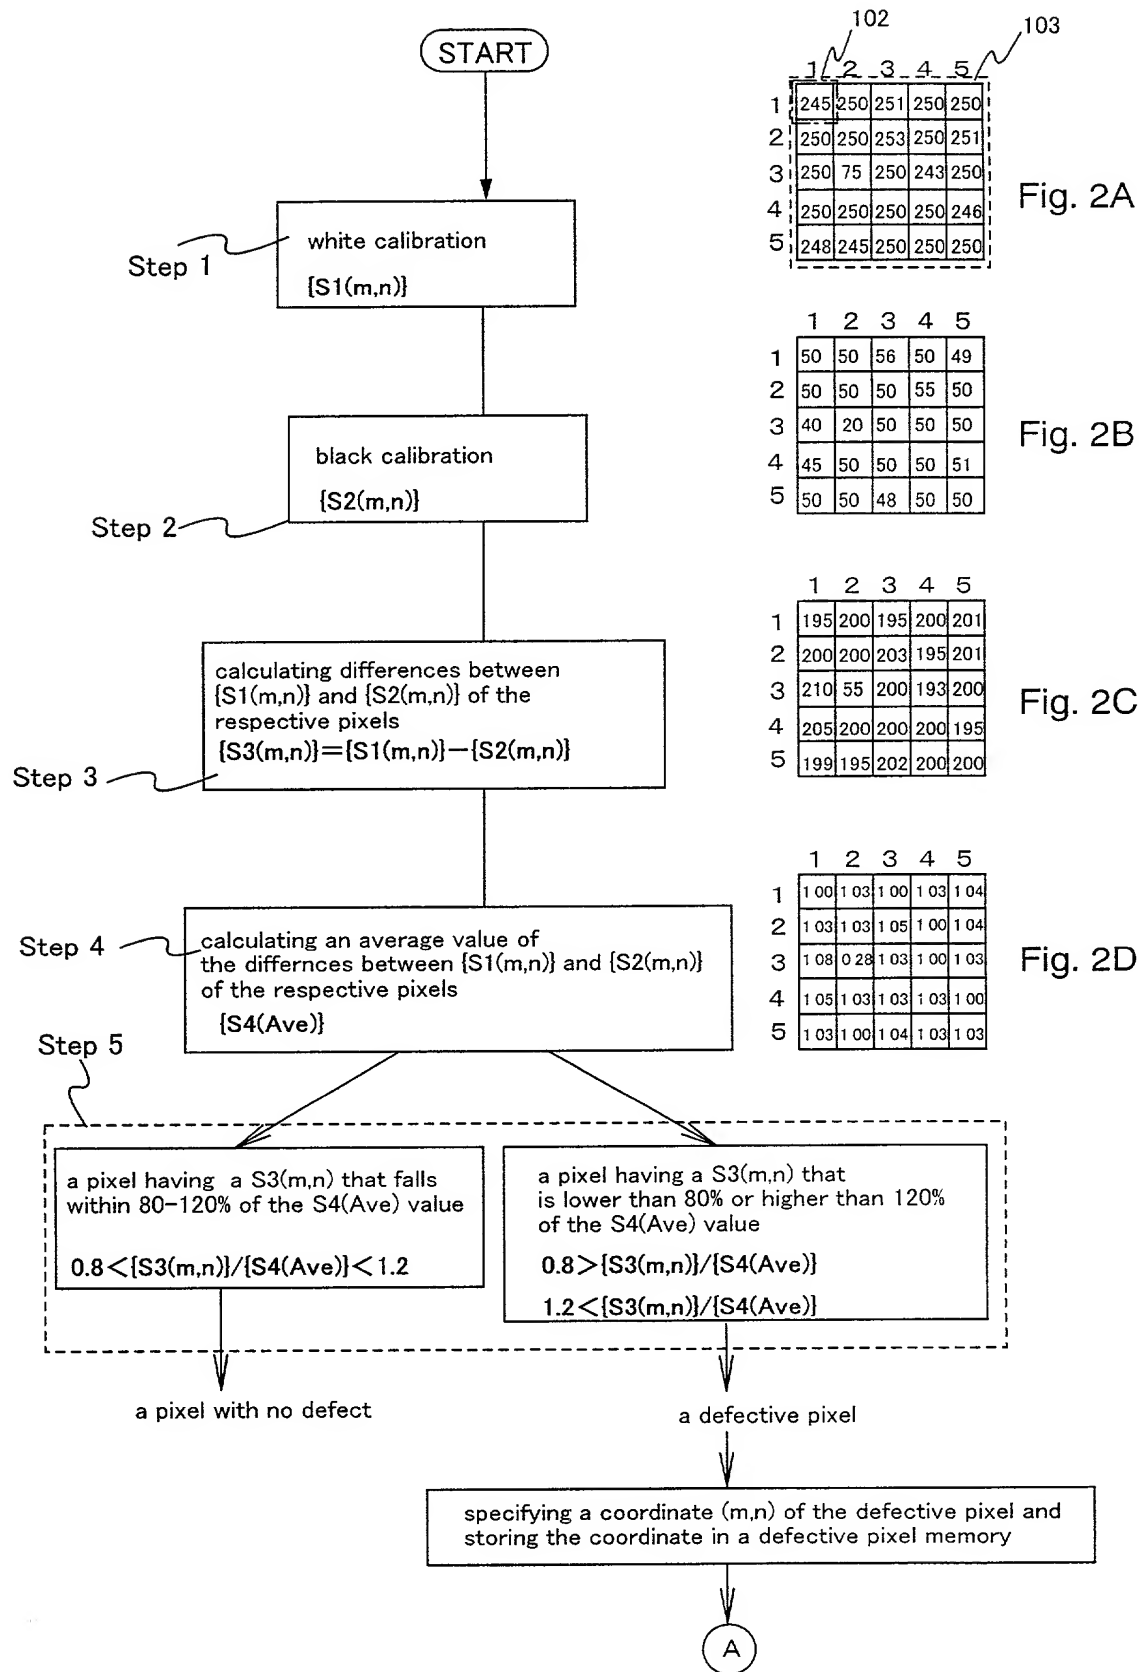 START
Step 1
white calibration
{S1(m,n)}
Step 2
black calibration
{S2(m,n)}
Step 3
calculating differences between
{S1(m,n)} and {S2(m,n)} of the
respective pixels
{S3(m,n)}={S1(m,n)}−{S2(m,n)}
Step 4
calculating an average value of
the differnces between {S1(m,n)} and {S2(m,n)}
of the respective pixels
{S4(Ave)}
Step 5
a pixel having a S3(m,n) that falls
within 80-120% of the S4(Ave) value
0.8<{S3(m,n)}/{S4(Ave)}<1.2
a pixel having a S3(m,n) that
is lower than 80% or higher than 120%
of the S4(Ave) value
0.8>{S3(m,n)}/{S4(Ave)}
1.2<{S3(m,n)}/{S4(Ave)}
a pixel with no defect
a defective pixel
specifying a coordinate (m,n) of the defective pixel and
storing the coordinate in a defective pixel memory
A
102
103
1 2 3 4 5
1 245 250 251 250 250
2 250 250 253 250 251
3 250 75 250 243 250
4 250 250 250 250 246
5 248 245 250 250 250
Fig. 2A
1 2 3 4 5
1 50 50 56 50 49
2 50 50 50 55 50
3 40 20 50 50 50
4 45 50 50 50 51
5 50 50 48 50 50
Fig. 2B
1 2 3 4 5
1 195 200 195 200 201
2 200 200 203 195 201
3 210 55 200 193 200
4 205 200 200 200 195
5 199 195 202 200 200
Fig. 2C
1 2 3 4 5
1 1 00 1 03 1 00 1 03 1 04
2 1 03 1 03 1 05 1 00 1 04
3 1 08 0 28 1 03 1 00 1 03
4 1 05 1 03 1 03 1 03 1 00
5 1 03 1 00 1 04 1 03 1 03
Fig. 2D